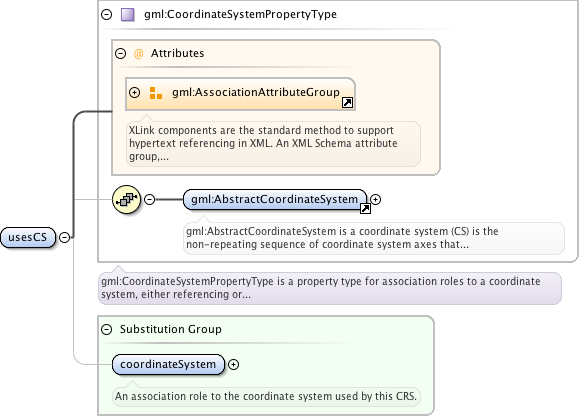 gml:CoordinateSystemPropertyType
@ Attributes
gml:AssociationAttributeGroup
XLink components are the standard method to support
hypertext referencing in XML. An XML Schema attribute
group,...
gml:AbstractCoordinateSystem
gml:AbstractCoordinateSystem is a coordinate system (CS) is the
non-repeating sequence of coordinate system axes that...
usesCS
gml:CoordinateSystemPropertyType is a property type for association roles to a coordinate
system, either referencing or...
Substitution Group
coordinateSystem
An association role to the coordinate system used by this CRS.